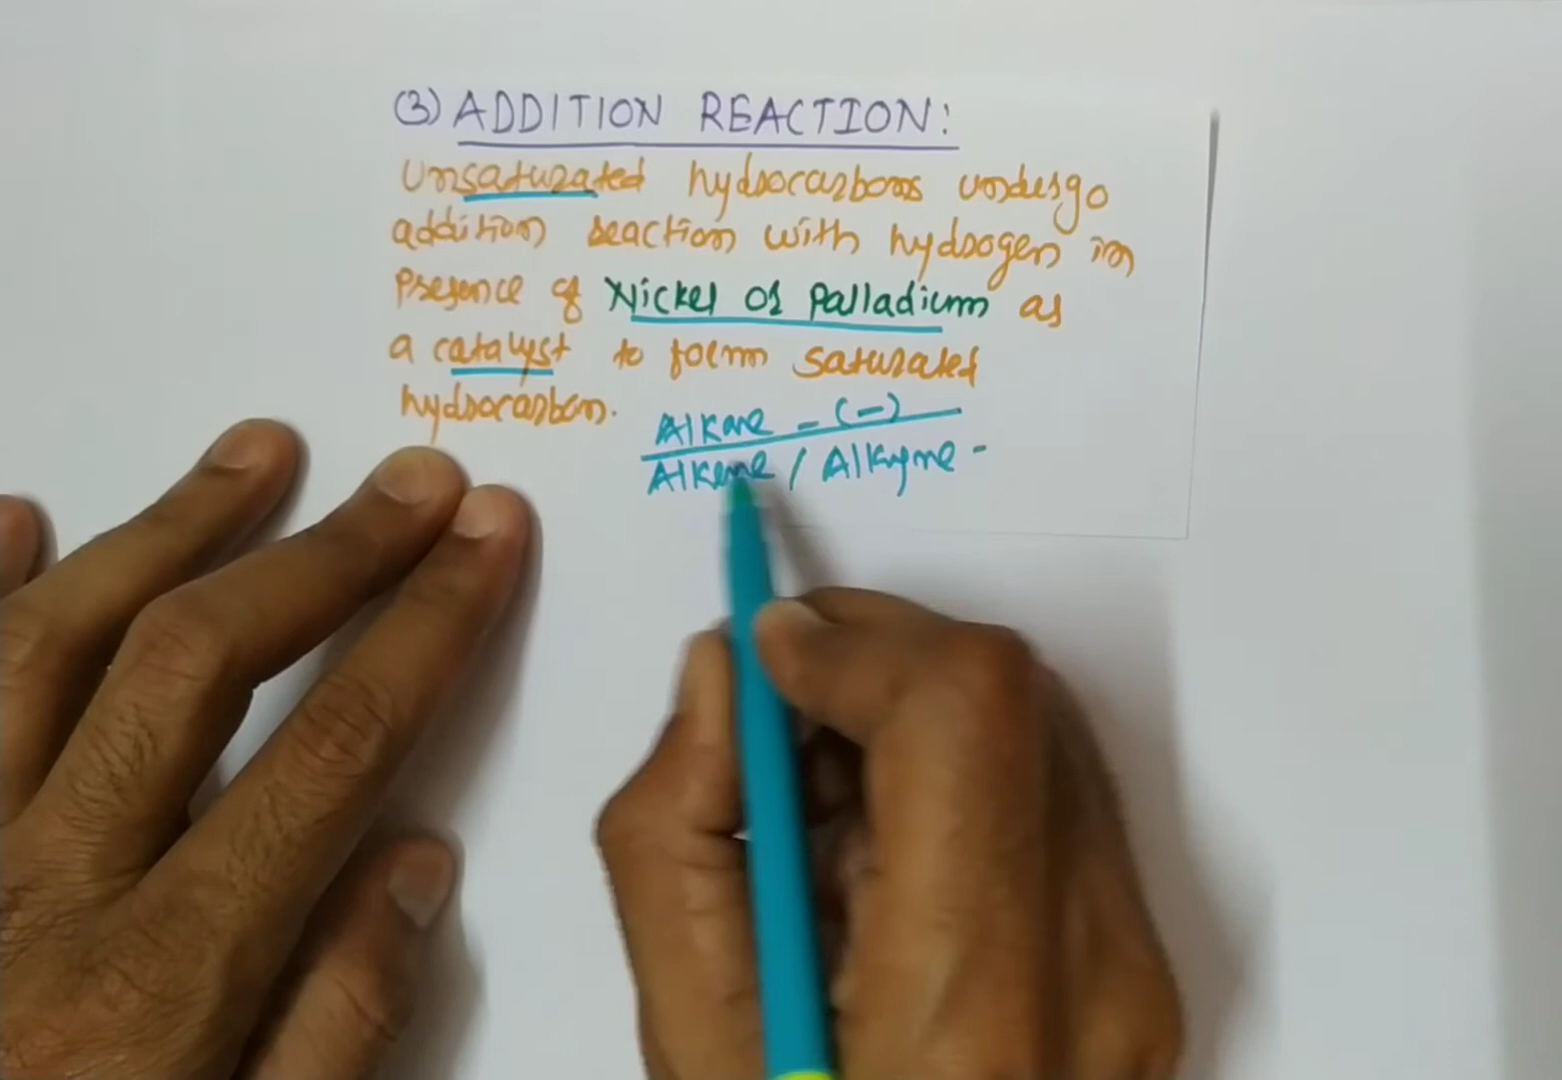 (3) ADDITION REACTION:
Unsaturated hydrocarbons undergo
addition reaction with hydrogen in
Presence of Nickel or Palladium as
a catalyst to form saturated
hydrocarbon.
Alkane - (-)
Alkene / Alkyne -